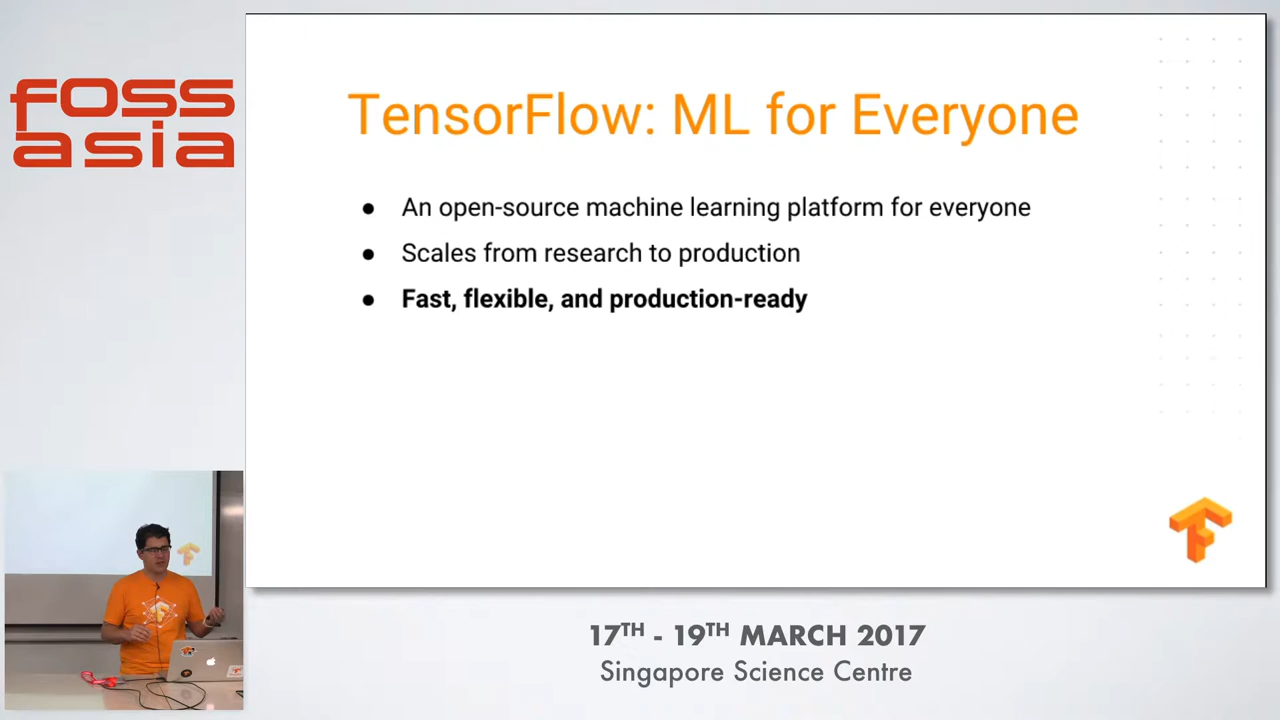 foss
asia
TensorFlow: ML for Everyone
● An open-source machine learning platform for everyone
● Scales from research to production
● Fast, flexible, and production-ready
17TH - 19TH MARCH 2017
Singapore Science Centre